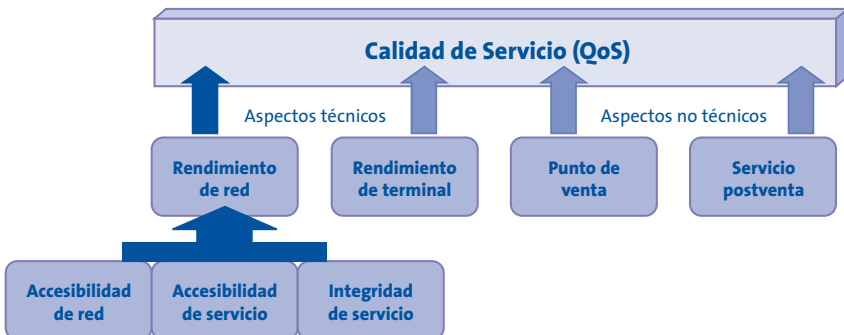 Calidad de Servicio (QoS)
Aspectos técnicos
Aspectos no técnicos
Rendimiento
de red
Rendimiento
de terminal
Punto de
venta
Servicio
postventa
Accesibilidad
de red
Accesibilidad
de servicio
Integridad
de servicio